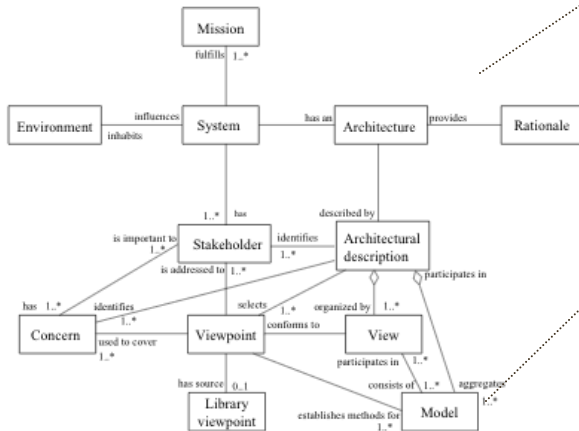 Mission
fulfills 1..*
Environment
influences
inhabits
System
has an
Architecture
provides
Rationale
1..* has
described by
is important to
1..*
Stakeholder
identifies
1..*
Architectural
description
is addressed to
1..*
participates in
has 1..*
identifies
1..*
selects
1..*
organized by
1..*
Concern
used to cover
1..*
Viewpoint
conforms to
View
participates in
1..*
has source
0..1
consists of
1..*
aggregates
1..*
Library
viewpoint
establishes methods for
1..*
Model